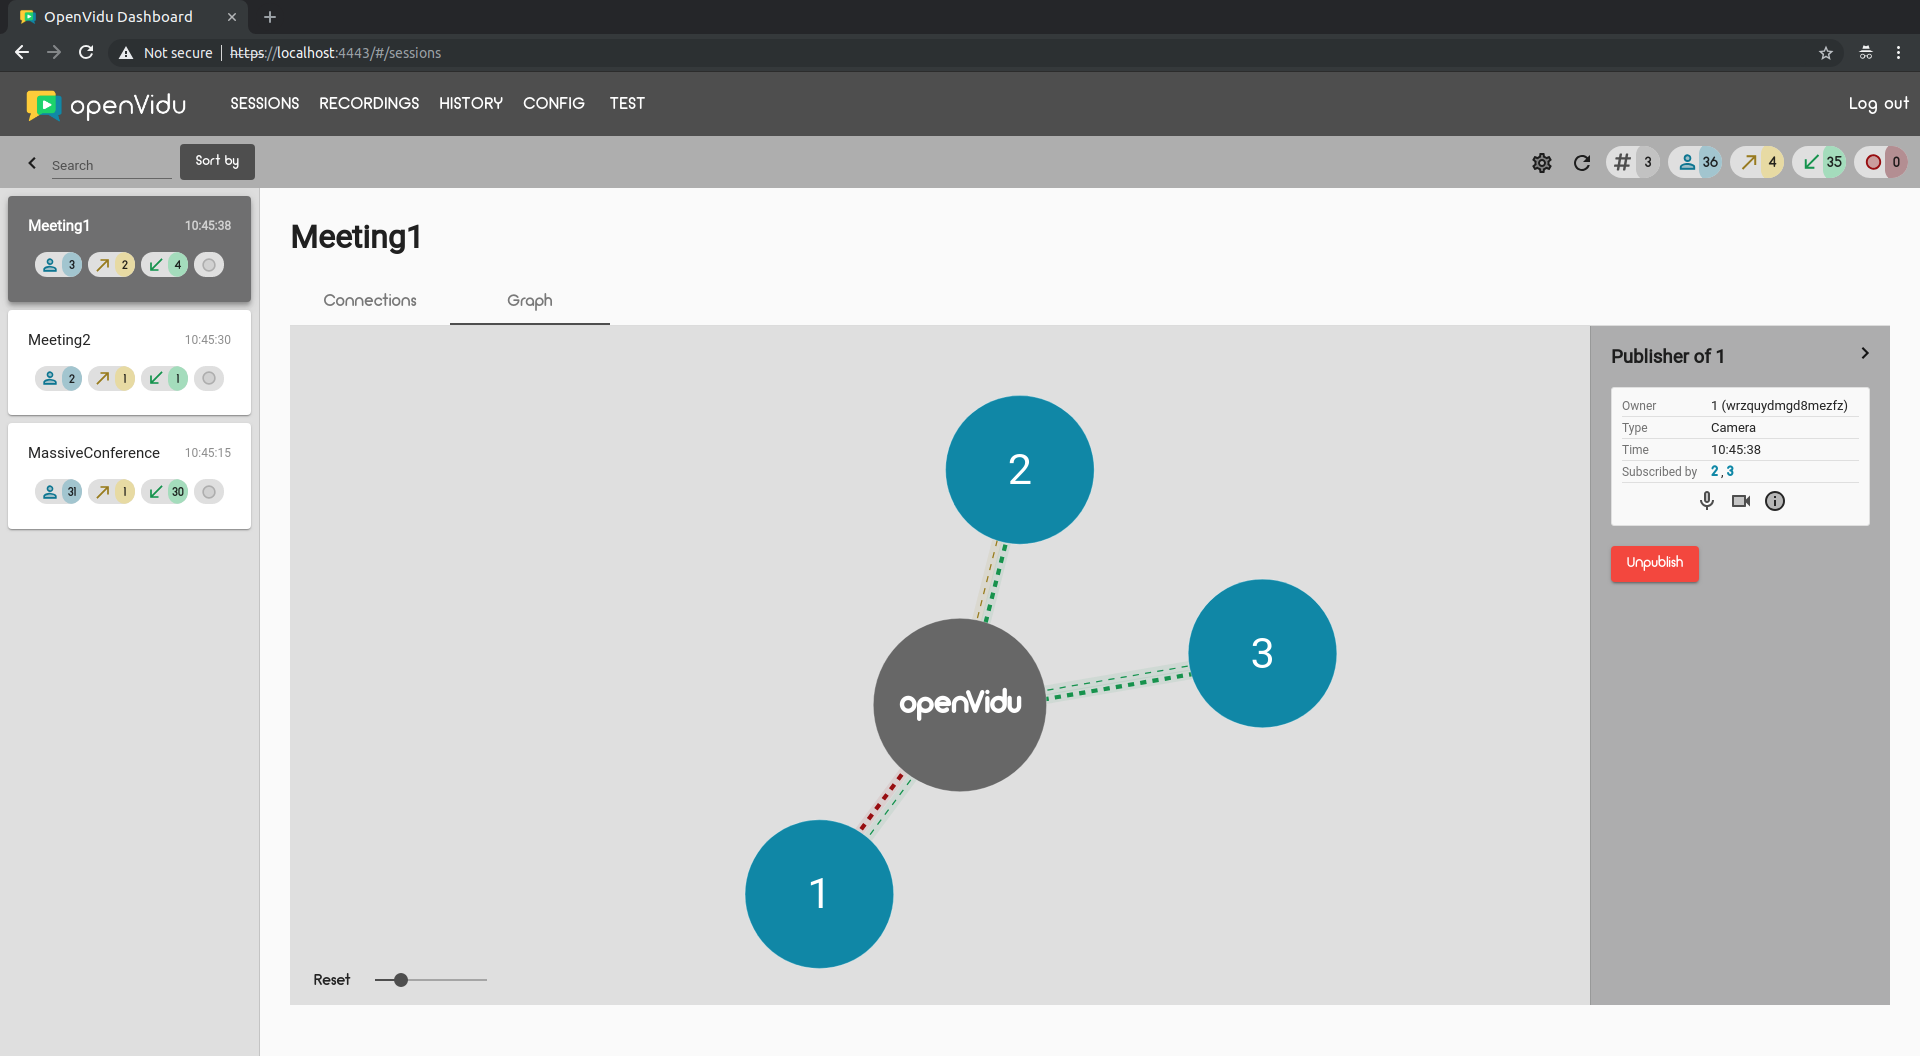 OpenVidu Dashboard
Not secure | https://localhost:4443/#/sessions
openVidu SESSIONS RECORDINGS HISTORY CONFIG TEST Log out
Search Sort by # 3 36 4 35 0
Meeting1 10:45:38
3 2 4
Meeting2 10:45:30
2 1 1
MassiveConference 10:45:15
31 1 30
Meeting1
Connections Graph
2
3
openVidu
1
Reset
Publisher of 1
Owner 1 (wrzquydmgd8mezfz)
Type Camera
Time 10:45:38
Subscribed by 2 , 3
Unpublish